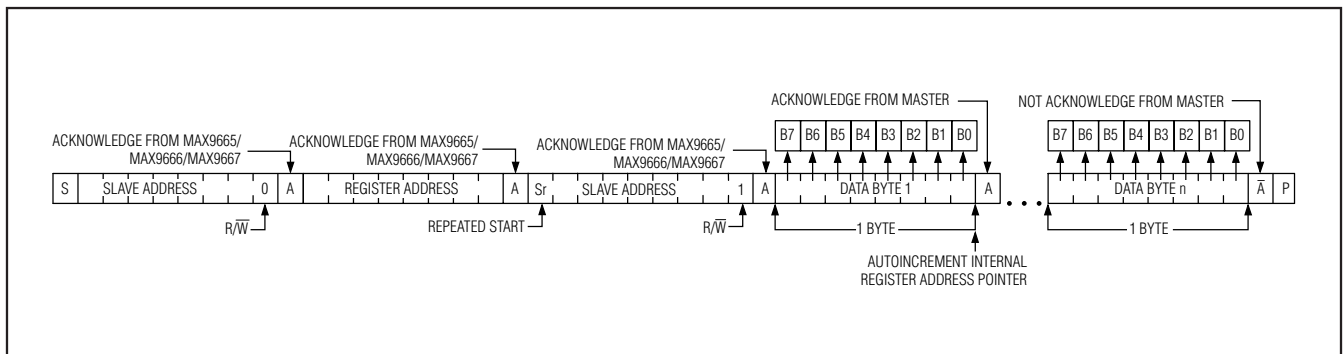 ACKNOWLEDGE FROM MASTER
NOT ACKNOWLEDGE FROM MASTER
B7 B6 B5 B4 B3 B2 B1 B0
B7 B6 B5 B4 B3 B2 B1 B0
ACKNOWLEDGE FROM MAX9665/
MAX9666/MAX9667
ACKNOWLEDGE FROM MAX9665/
MAX9666/MAX9667
ACKNOWLEDGE FROM MAX9665/
MAX9666/MAX9667
S SLAVE ADDRESS 0 A REGISTER ADDRESS A Sr SLAVE ADDRESS 1 A DATA BYTE 1 A ... DATA BYTE n A̅ P
R/W̅
REPEATED START
R/W̅
1 BYTE
1 BYTE
AUTOINCREMENT INTERNAL
REGISTER ADDRESS POINTER